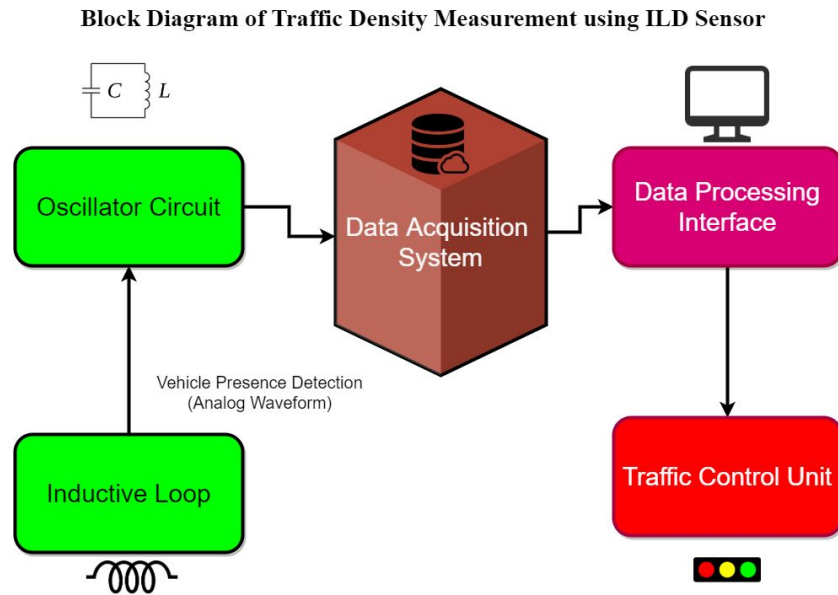 Block Diagram of Traffic Density Measurement using ILD Sensor
C
L
Oscillator Circuit
Data Acquisition
System
Data Processing
Interface
Vehicle Presence Detection
(Analog Waveform)
Inductive Loop
Traffic Control Unit